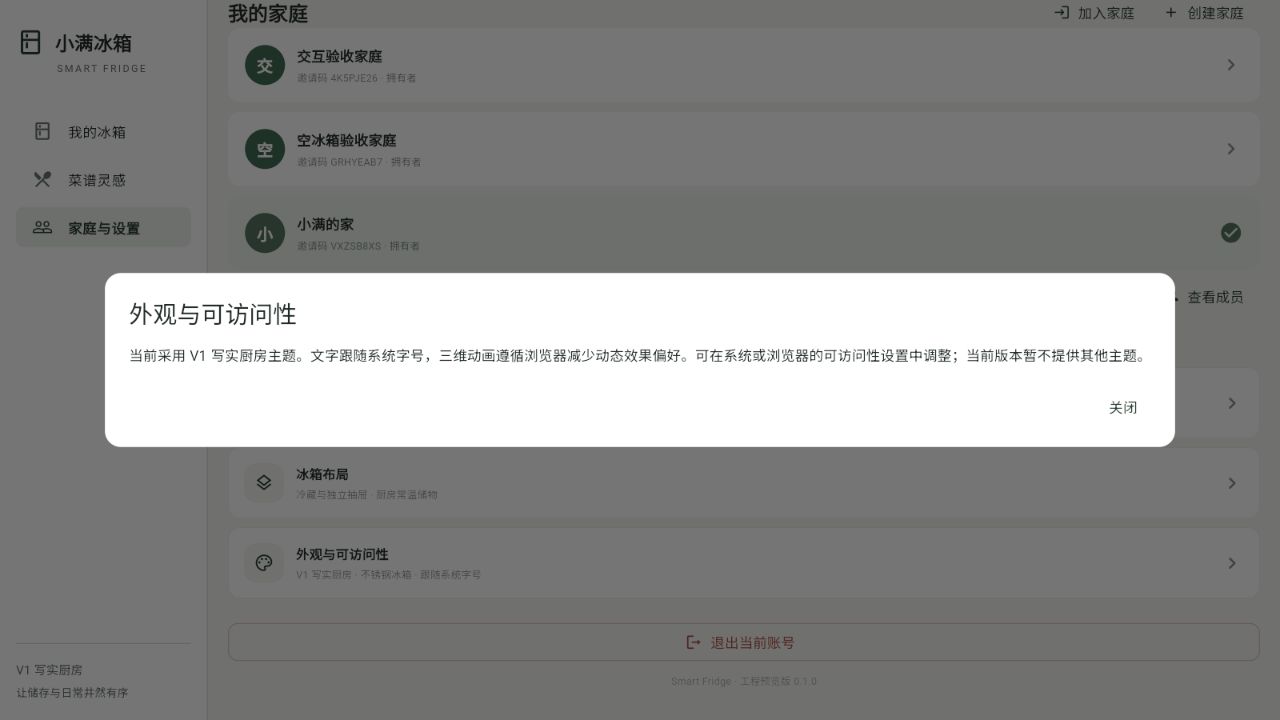 小满冰箱
SMART FRIDGE
我的冰箱
菜谱灵感
家庭与设置
V1 写实厨房
让储存与日常井然有序
我的家庭
加入家庭
创建家庭
交
交互验收家庭
邀请码 4K5PJE26 · 拥有者
空
空冰箱验收家庭
邀请码 GRHYEAB7 · 拥有者
小
小满的家
邀请码 VXZSB8XS · 拥有者
查看成员
外观与可访问性
当前采用 V1 写实厨房主题。文字跟随系统字号，三维动画遵循浏览器减少动态效果偏好。可在系统或浏览器的可访问性设置中调整；当前版本暂不提供其他主题。
关闭
冰箱布局
冷藏与独立抽屉 · 厨房常温储物
外观与可访问性
V1 写实厨房 · 不锈钢冰箱 · 跟随系统字号
退出当前账号
Smart Fridge · 工程预览版 0.1.0